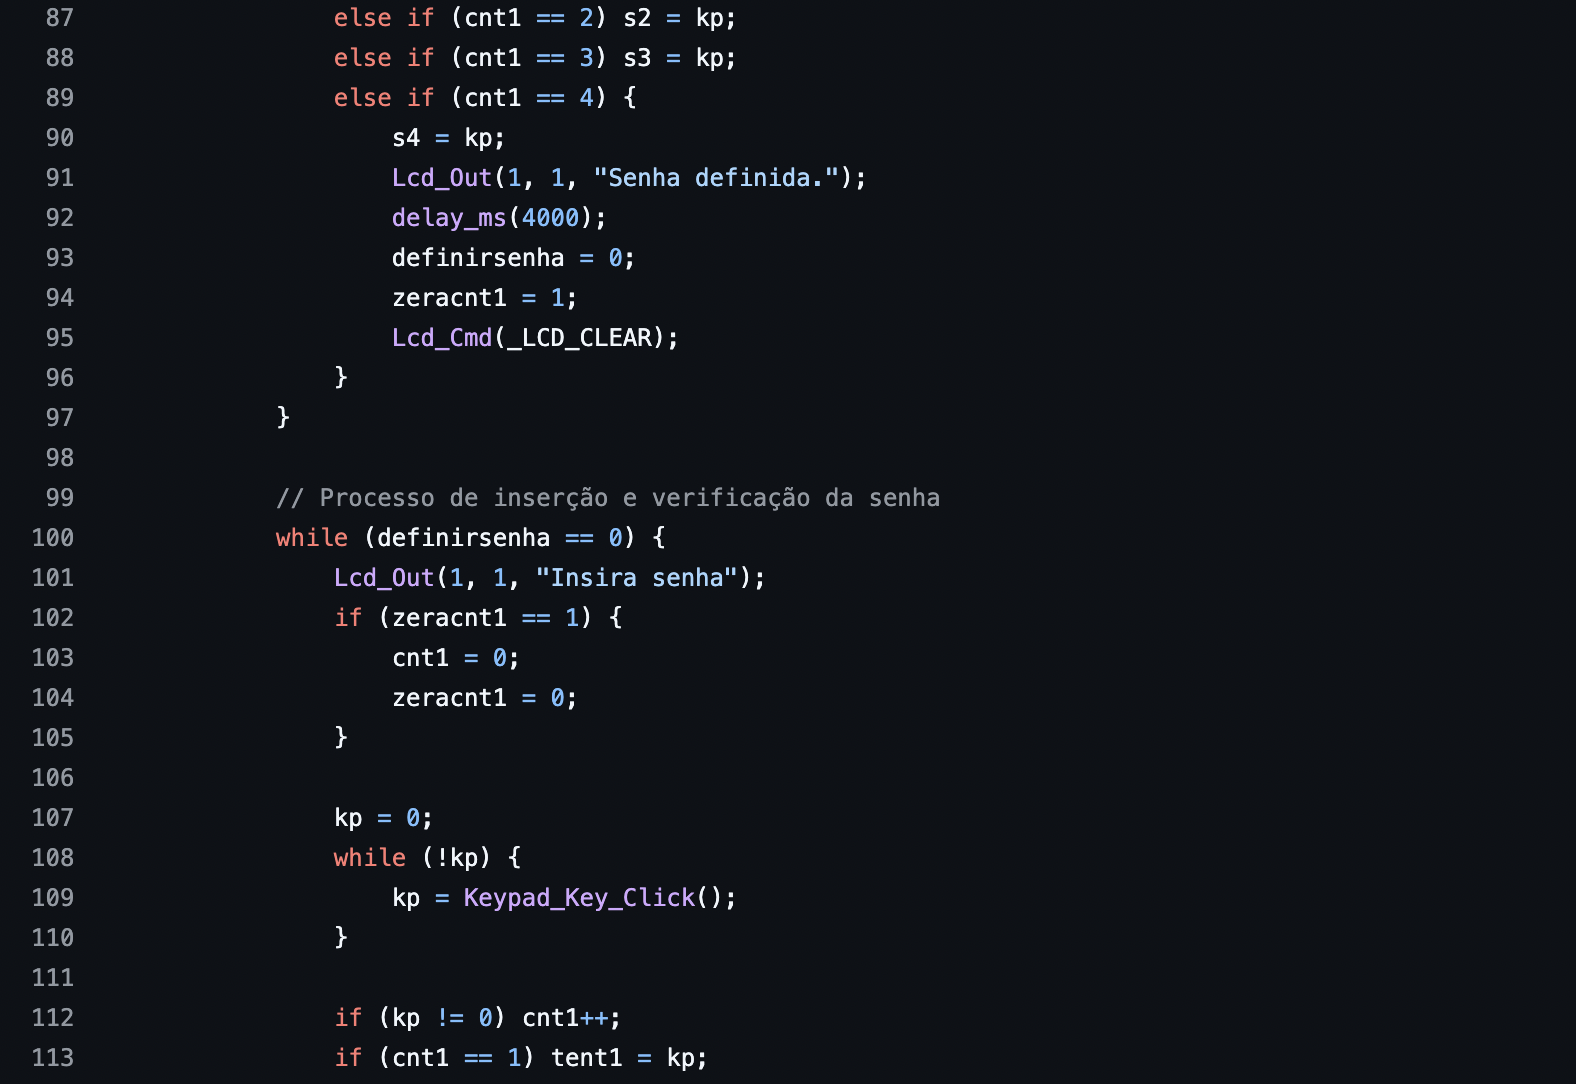 87 else if (cnt1 == 2) s2 = kp;
88 else if (cnt1 == 3) s3 = kp;
89 else if (cnt1 == 4) {
90 s4 = kp;
91 Lcd_Out(1, 1, "Senha definida.");
92 delay_ms(4000);
93 definirsenha = 0;
94 zeracnt1 = 1;
95 Lcd_Cmd(_LCD_CLEAR);
96 }
97 }
98
99 // Processo de inserção e verificação da senha
100 while (definirsenha == 0) {
101 Lcd_Out(1, 1, "Insira senha");
102 if (zeracnt1 == 1) {
103 cnt1 = 0;
104 zeracnt1 = 0;
105 }
106
107 kp = 0;
108 while (!kp) {
109 kp = Keypad_Key_Click();
110 }
111
112 if (kp != 0) cnt1++;
113 if (cnt1 == 1) tent1 = kp;